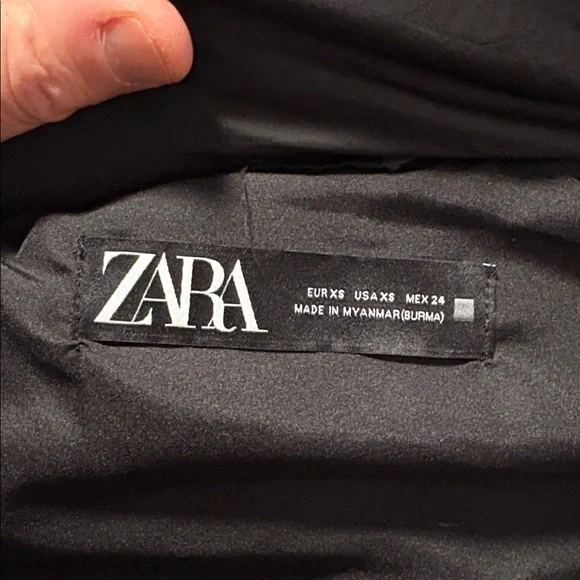 ZARA
EUR XS USA XS MEX 24
MADE IN MYANMAR(BURMA)